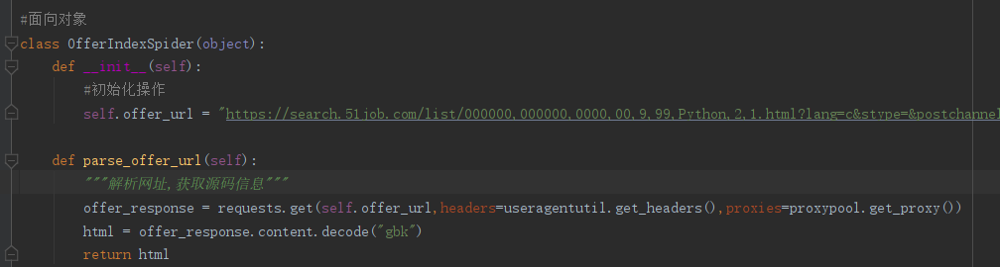 #面向对象
class OfferIndexSpider(object):
def __init__(self):
#初始化操作
self.offer_url = "https://search.51job.com/list/000000,000000,0000,00,9,99,Python,2,1.html?lang=c&stype=&postchannel
def parse_offer_url(self):
"""解析网址,获取源码信息"""
offer_response = requests.get(self.offer_url,headers=useragentutil.get_headers(),proxies=proxypool.get_proxy())
html = offer_response.content.decode("gbk")
return html